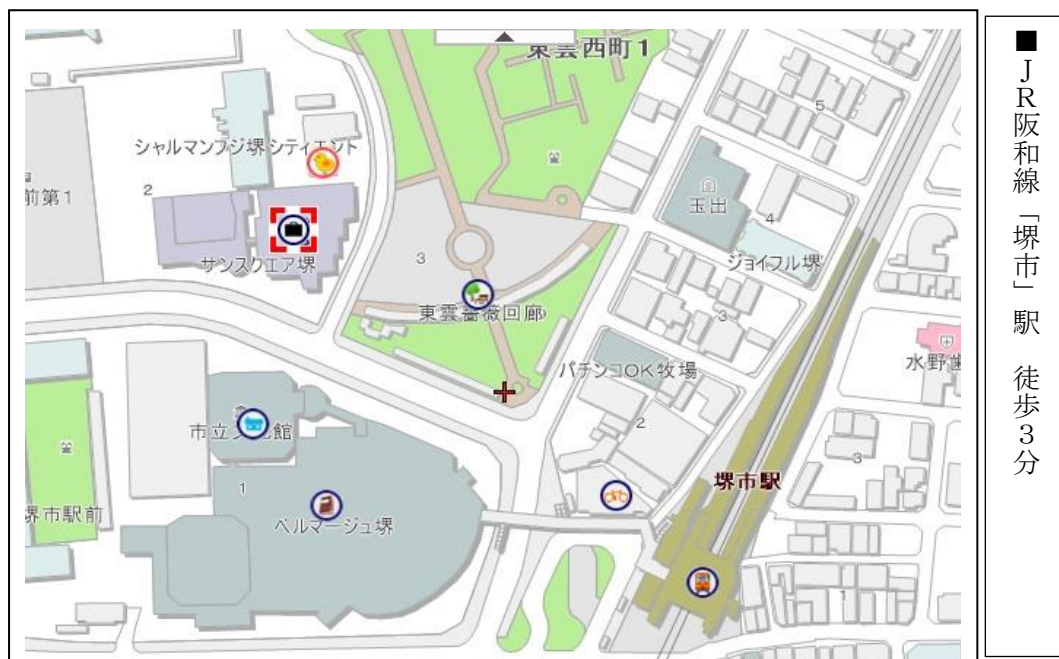 東雲西町1
シャルマンフジ堺
シティエント
前第1
2
サンスクエア堺
3
東雲薔薇回廊
5
玉出
4
ジョイフル堺
3
パチンコOK牧場
2
水野歯
市立文化館
1
ベルマージュ堺
堺市駅前
堺市駅
3
1
■JR阪和線「堺市」駅 徒歩3分